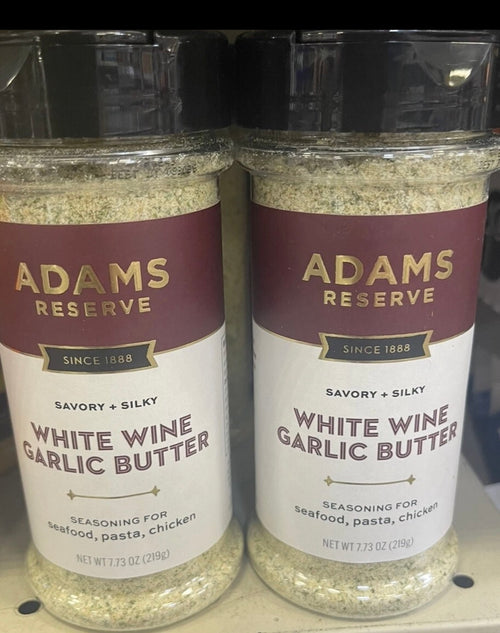 ADAMS
RESERVE
SINCE 1888
SAVORY + SILKY
WHITE WINE
GARLIC BUTTER
SEASONING FOR
seafood, pasta, chicken
NET WT 7.73 OZ (219g)
ADAMS
RESERVE
SINCE 1888
SAVORY + SILKY
WHITE WINE
GARLIC BUTTER
SEASONING FOR
seafood, pasta, chicken
NET WT 7.73 OZ (219g)